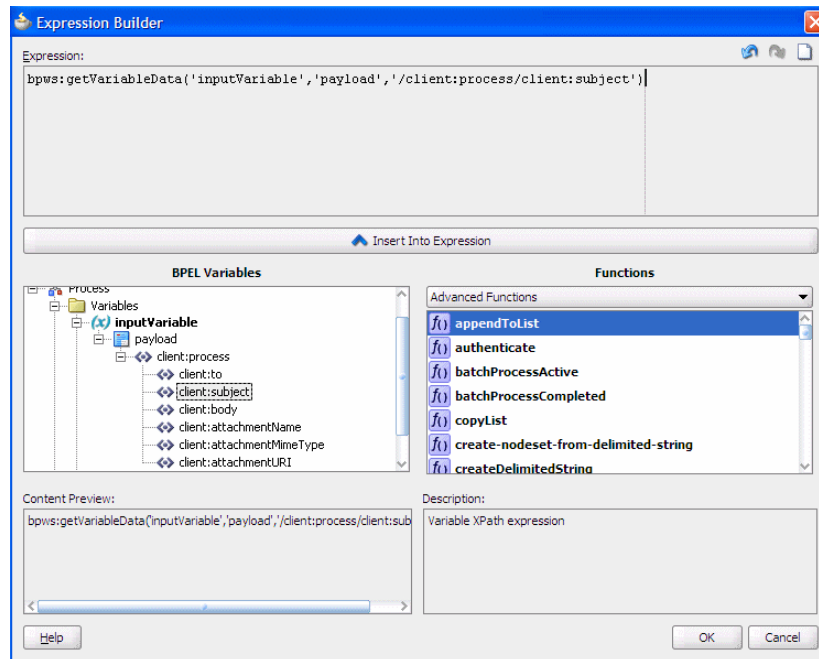 Expression Builder
Expression:
bpws:getVariableData('inputVariable','payload','/client:process/client:subject')
Insert Into Expression
BPEL Variables
Process
Variables
(x) inputVariable
payload
client:process
client:to
client:subject
client:body
client:attachmentName
client:attachmentMimeType
client:attachmentURI
Functions
Advanced Functions
f() appendToList
f() authenticate
f() batchProcessActive
f() batchProcessCompleted
f() copyList
f() create-nodeset-from-delimited-string
f() createDelimitedString
Content Preview:
bpws:getVariableData('inputVariable','payload','/client:process/client:sub
Description:
Variable XPath expression
Help
OK
Cancel